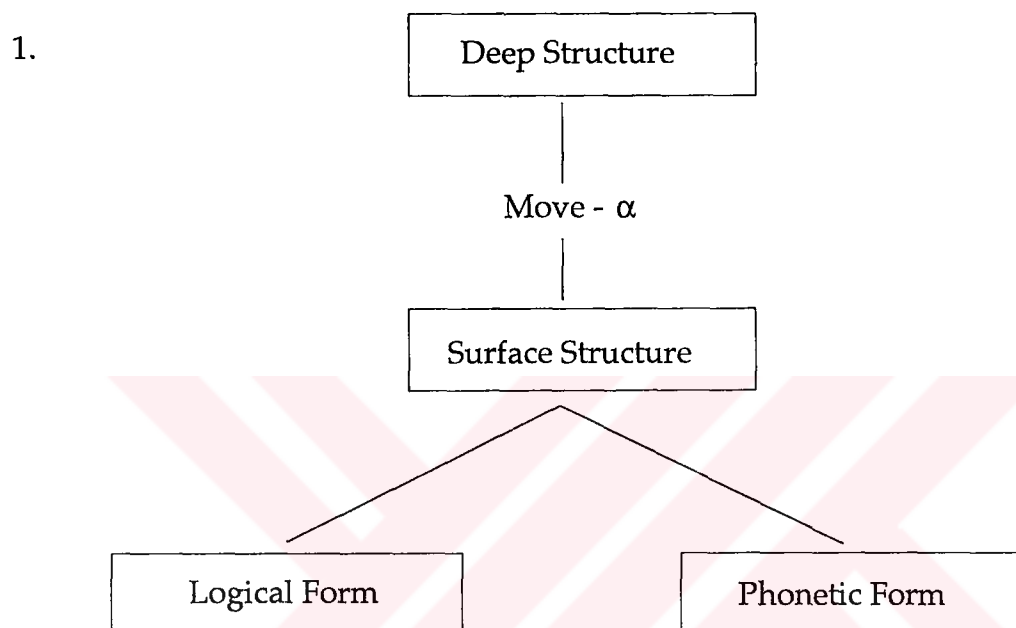 1.
Deep Structure
Move - α
Surface Structure
Logical Form
Phonetic Form